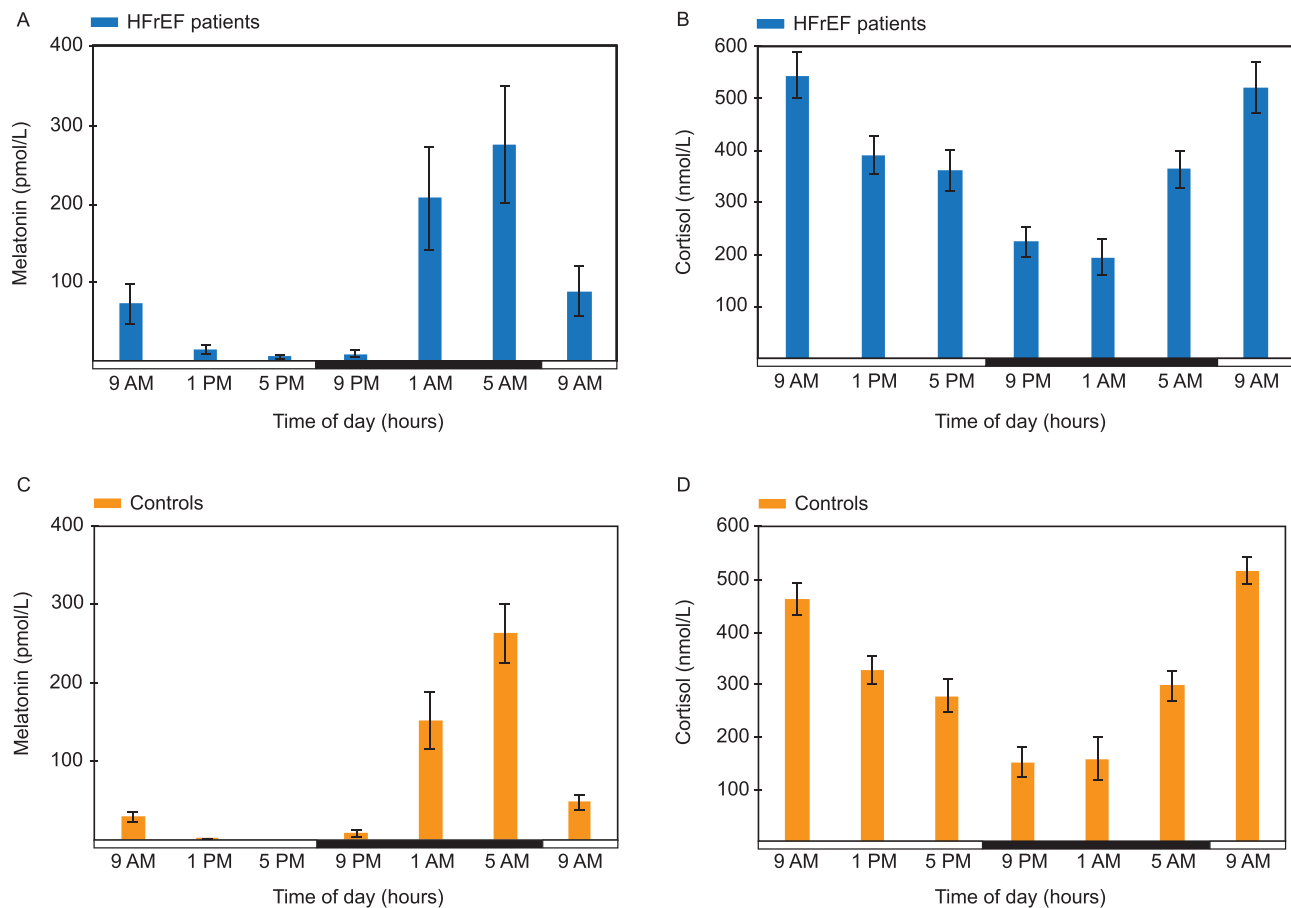 A
HFrEF patients
400
300
200
100
Melatonin (pmol/L)
9 AM 1 PM 5 PM 9 PM 1 AM 5 AM 9 AM
Time of day (hours)
B
HFrEF patients
600
500
400
300
200
100
Cortisol (nmol/L)
9 AM 1 PM 5 PM 9 PM 1 AM 5 AM 9 AM
Time of day (hours)
C
Controls
400
300
200
100
Melatonin (pmol/L)
9 AM 1 PM 5 PM 9 PM 1 AM 5 AM 9 AM
Time of day (hours)
D
Controls
600
500
400
300
200
100
Cortisol (nmol/L)
9 AM 1 PM 5 PM 9 PM 1 AM 5 AM 9 AM
Time of day (hours)